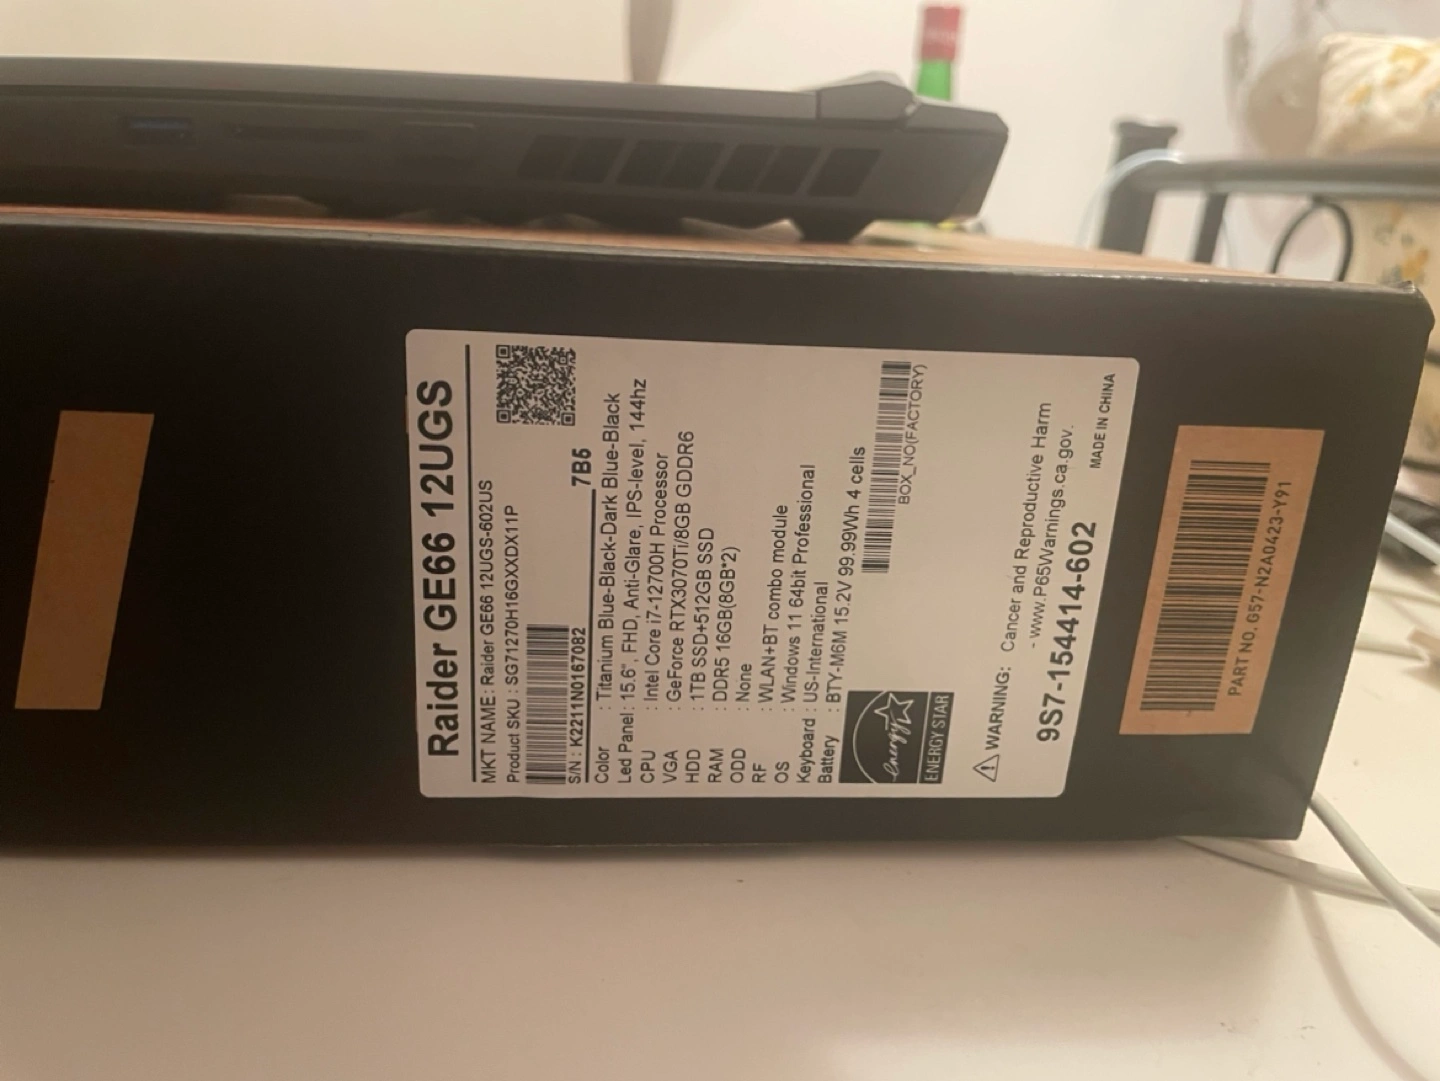 Raider GE66 12UGS
MKT NAME : Raider GE66 12UGS-602US
Product SKU : SG71270H16GXXDX11P
S/N : K2211N0167082
7B6
Color : Titanium Blue-Black-Dark Blue-Black
Led Panel : 15.6", FHD, Anti-Glare, IPS-level, 144hz
CPU : Intel Core i7-12700H Processor
VGA : GeForce RTX3070Ti/8GB GDDR6
HDD : 1TB SSD+512GB SSD
RAM : DDR5 16GB(8GB*2)
ODD : None
RF : WLAN+BT combo module
OS : Windows 11 64bit Professional
Keyboard : US-International
Battery : BTY-M6M 15.2V 99.99Wh 4 cells
BOX_NO(FACTORY)
energy
ENERGY STAR
WARNING: Cancer and Reproductive Harm
- www.P65Warnings.ca.gov.
9S7-154414-602
MADE IN CHINA
PART NO. G57-N2A0423-Y91